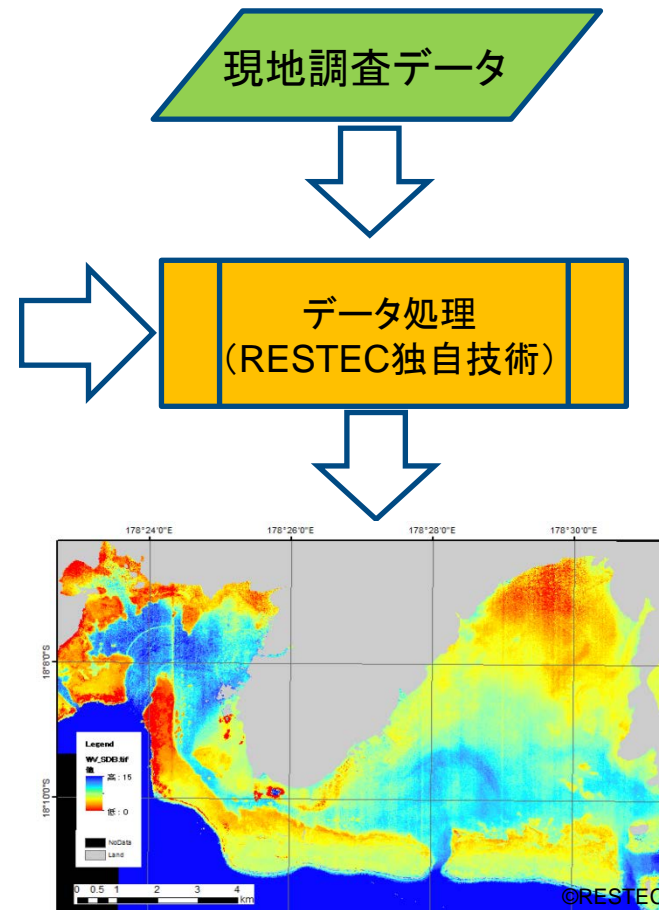 現地調査データ
データ処理
（RESTEC独自技術）
178°24'0"E
178°26'0"E
178°28'0"E
178°30'0"E
18°8'0"S
18°10'0"S
Legend
WV_SDB.tif
値
高 : 15
低 : 0
NoData
Land
0 0.5 1 2 3 4
km
©RESTEC